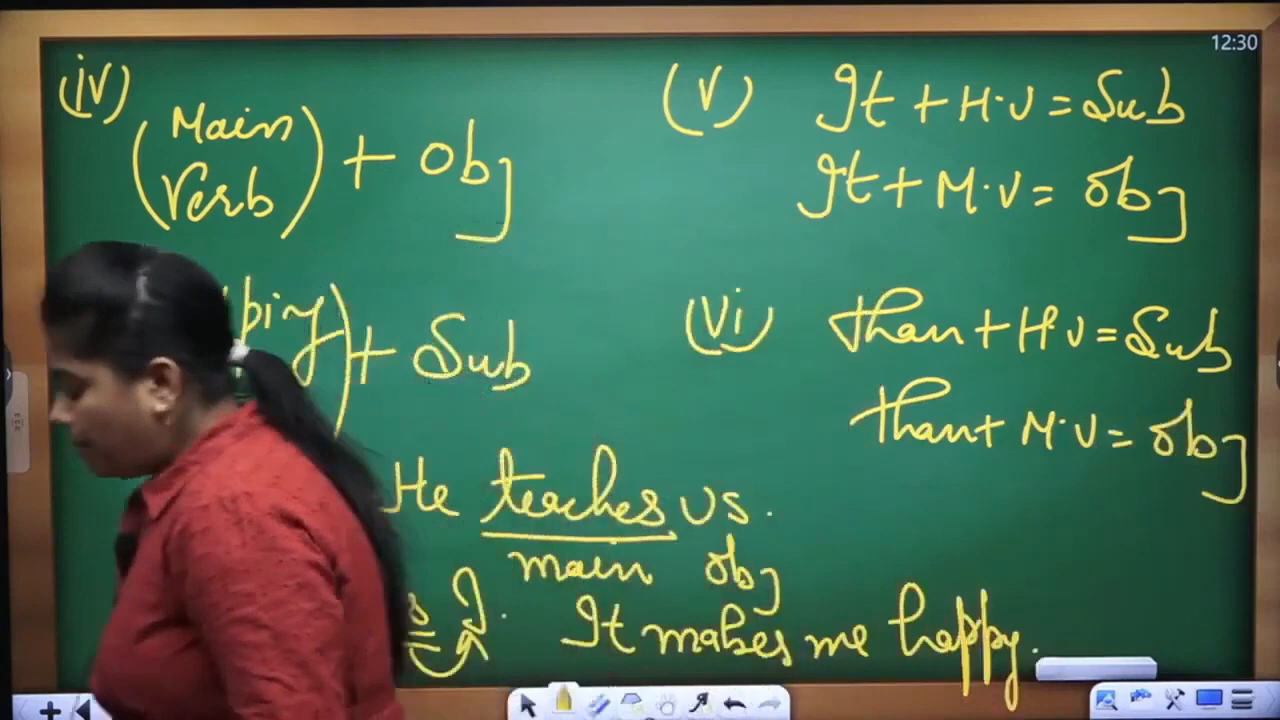 12:30
(iv)
(Main
Verb) + Obj
+ Sub
He teaches us.
main obj
I. It makes me happy.
(v) It + H.V = Sub
It + M.V = Obj
(vi) than + H.V = Sub
than + M.V = Obj